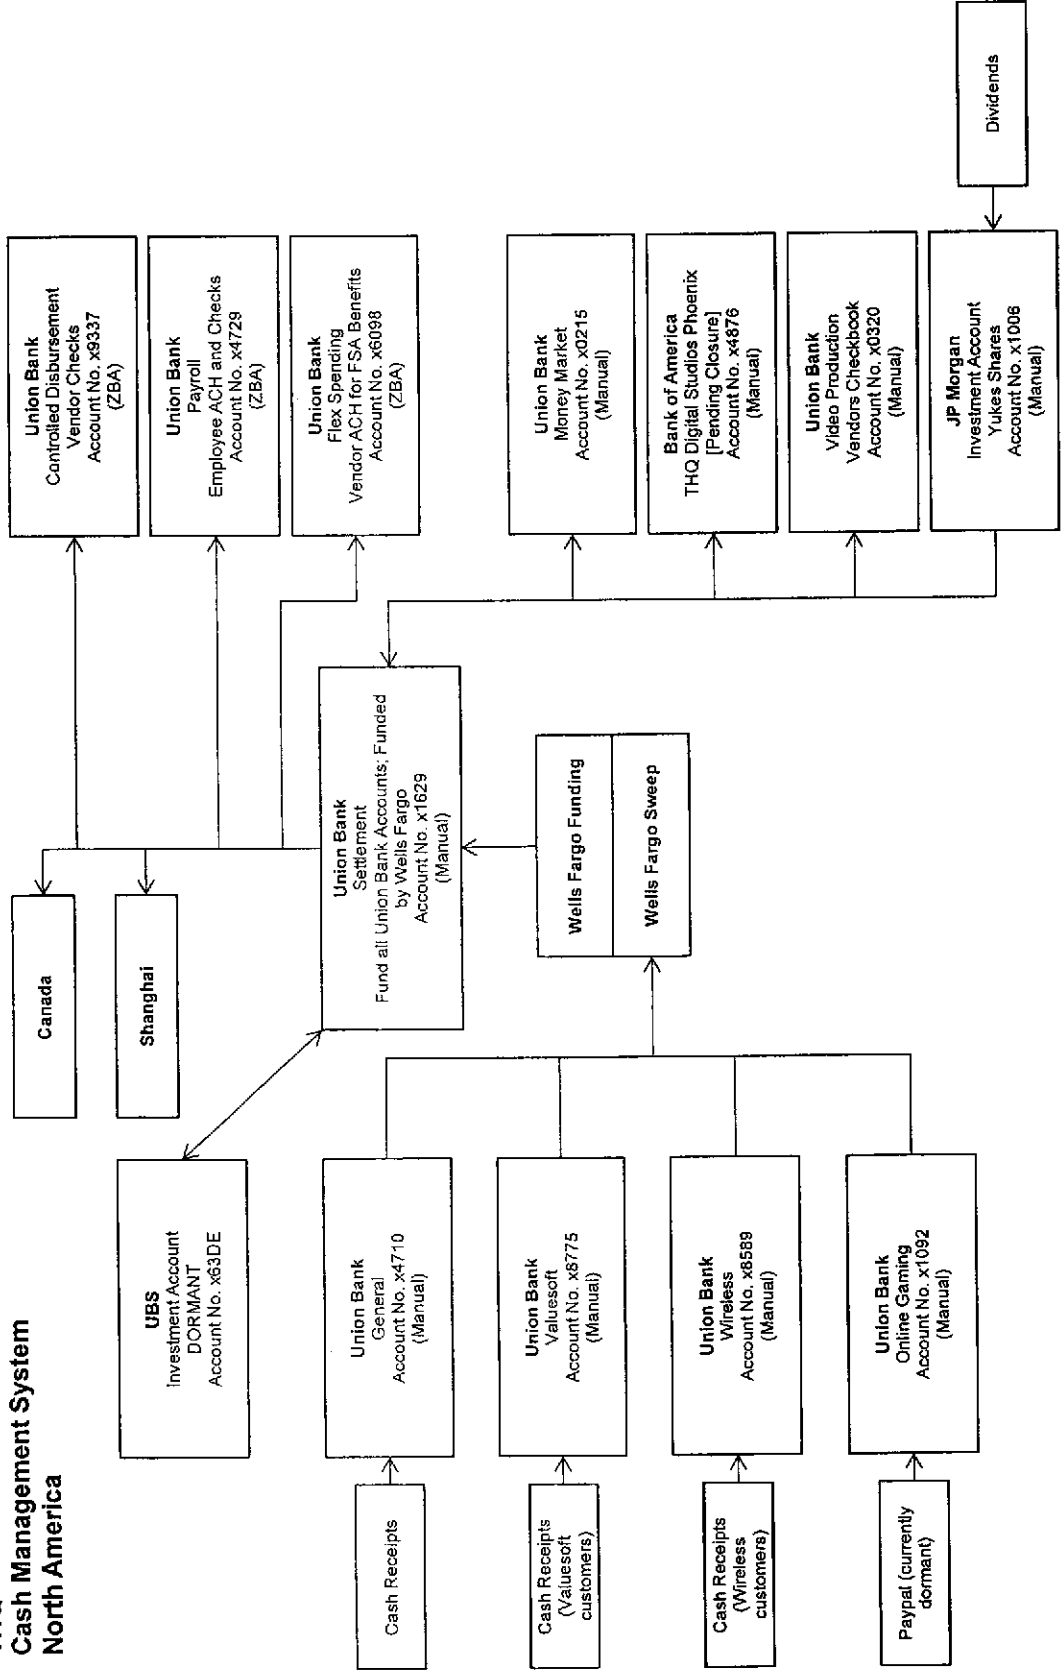 Cash Management System
North America
Canada
Shanghai
UBS
Investment Account
DORMANT
Account No. x63DE
Cash Receipts
Union Bank
General
Account No. x4710
(Manual)
Cash Receipts
(Valuesoft
customers)
Union Bank
Valuesoft
Account No. x8775
(Manual)
Cash Receipts
(Wireless
customers)
Union Bank
Wireless
Account No. x8589
(Manual)
Paypal (currently
dormant)
Union Bank
Online Gaming
Account No. x1092
(Manual)
Union Bank
Settlement
Fund all Union Bank Accounts; Funded
by Wells Fargo
Account No. x1629
(Manual)
Wells Fargo Funding
Wells Fargo Sweep
Union Bank
Controlled Disbursement
Vendor Checks
Account No. x9337
(ZBA)
Union Bank
Payroll
Employee ACH and Checks
Account No. x4729
(ZBA)
Union Bank
Flex Spending
Vendor ACH for FSA Benefits
Account No. x6098
(ZBA)
Union Bank
Money Market
Account No. x0215
(Manual)
Bank of America
THQ Digital Studios Phoenix
[Pending Closure]
Account No. x4876
(Manual)
Union Bank
Video Production
Vendors Checkbook
Account No. x0320
(Manual)
JP Morgan
Investment Account
Yukes Shares
Account No. x1006
(Manual)
Dividends